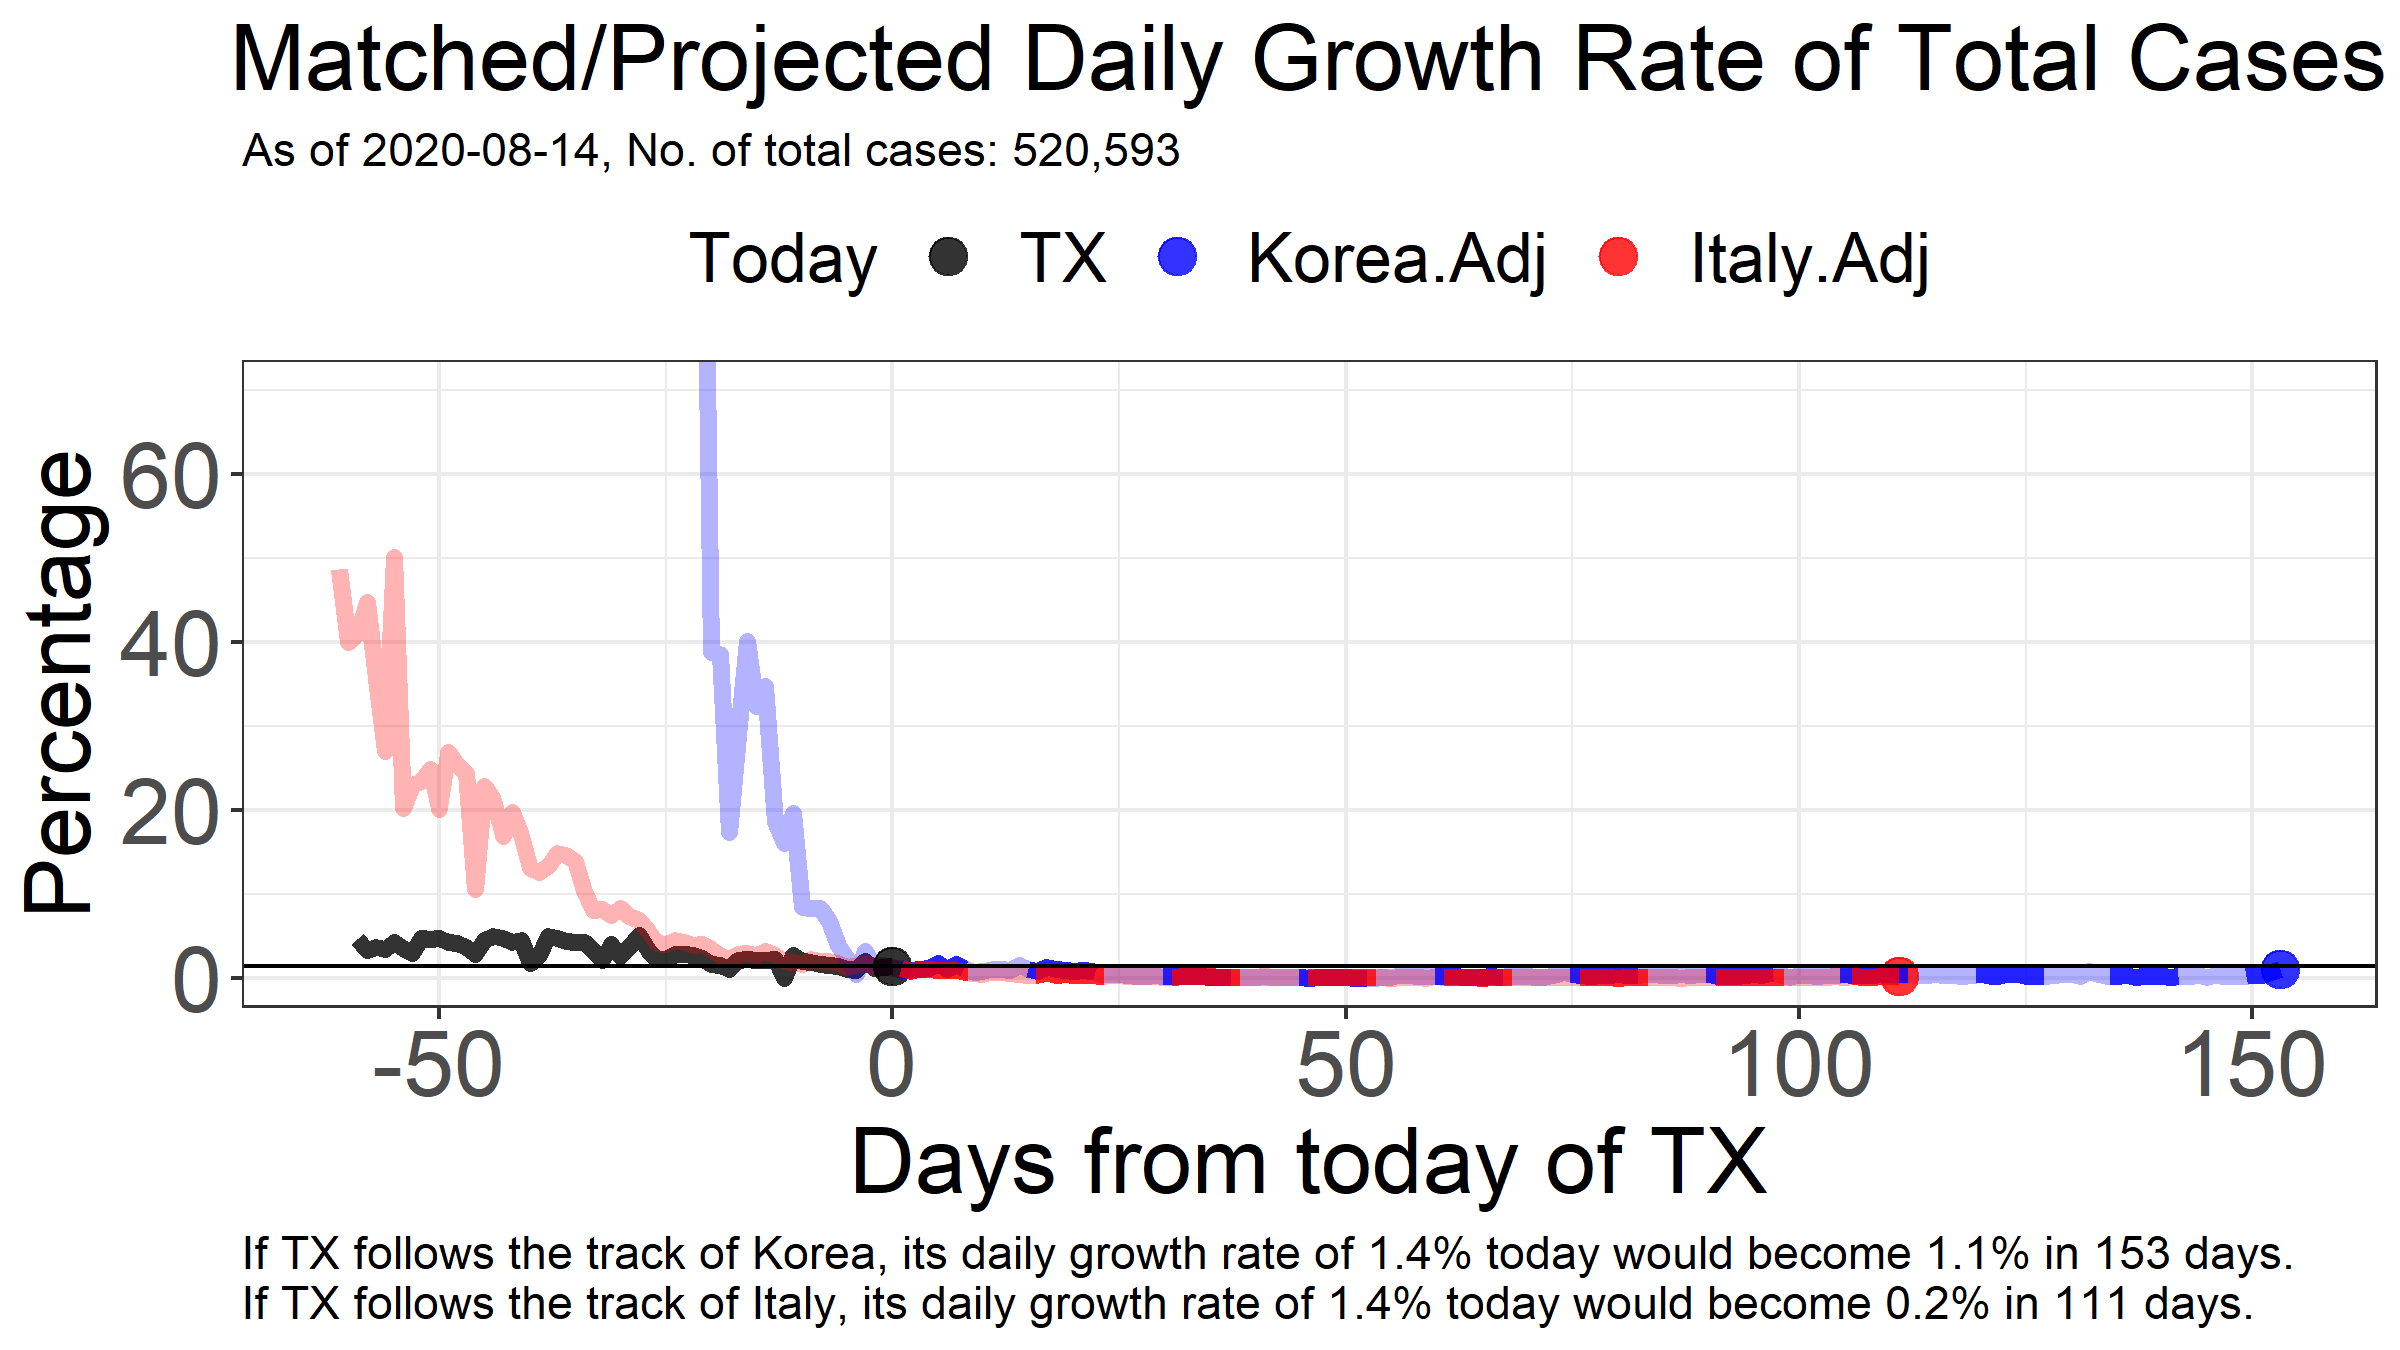 Matched/Projected Daily Growth Rate of Total Cases
As of 2020-08-14, No. of total cases: 520,593
Today TX Korea.Adj Italy.Adj
Percentage
60
40
20
0
-50 0 50 100 150
Days from today of TX
If TX follows the track of Korea, its daily growth rate of 1.4% today would become 1.1% in 153 days.
If TX follows the track of Italy, its daily growth rate of 1.4% today would become 0.2% in 111 days.